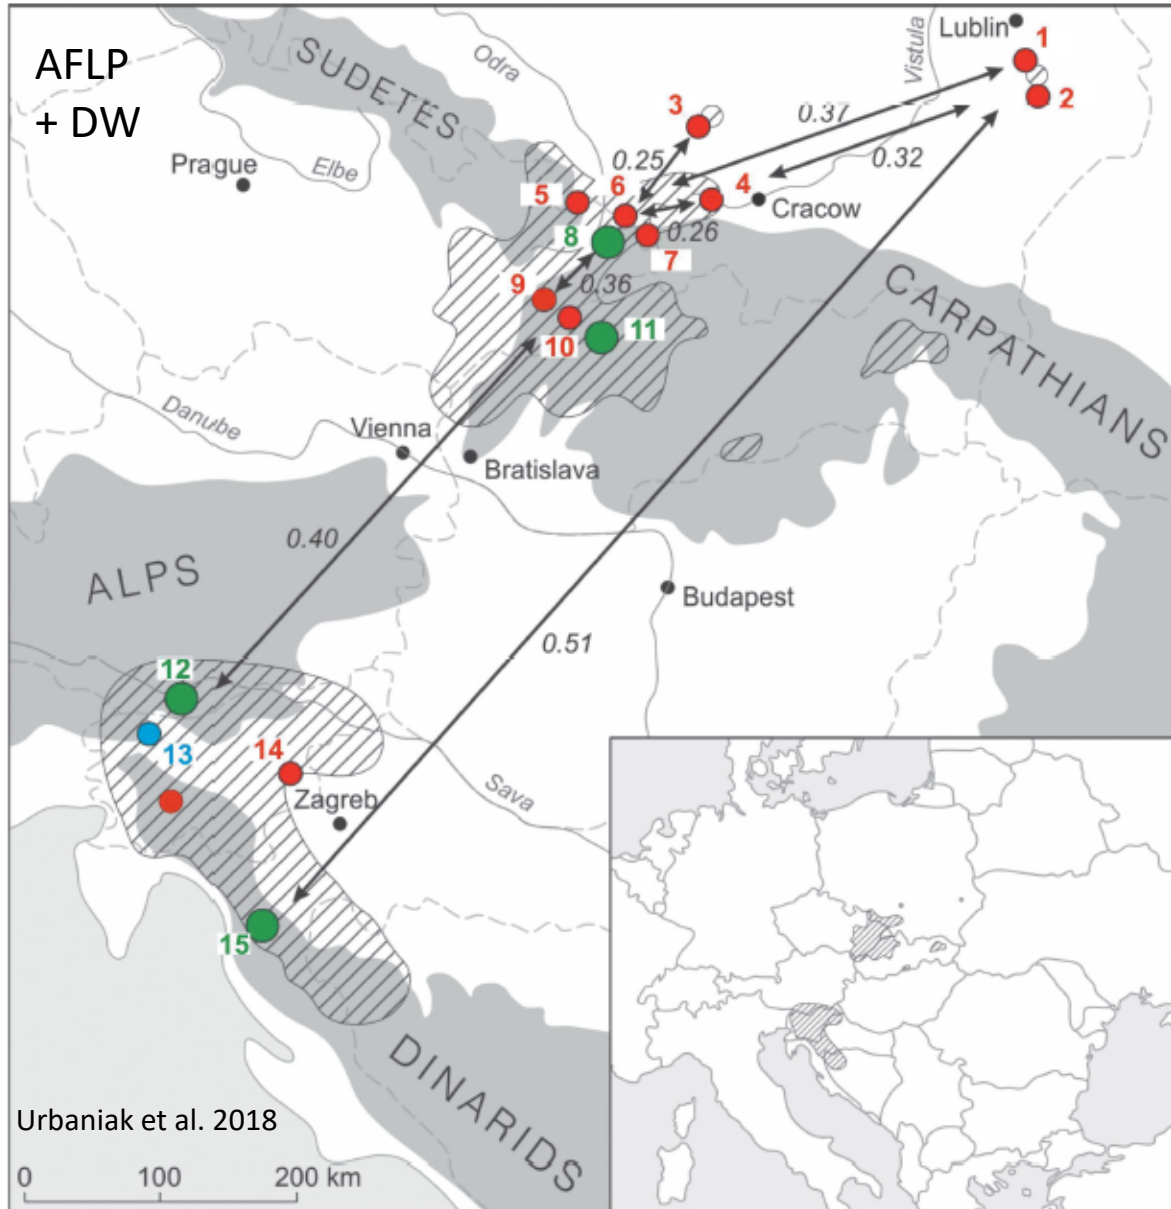 AFLP
+ DW
SUDETES
Odra
Vistula
Lublin
1
2
3
0.37
Prague
Elbe
0.25
0.32
5
6
4
Cracow
8
0.26
7
9
0.36
10
11
CARPATHIANS
Danube
Vienna
Bratislava
0.40
ALPS
Budapest
0.51
12
13
14
Zagreb
Sava
15
DINARIDS
Urbaniak et al. 2018
0 100 200 km